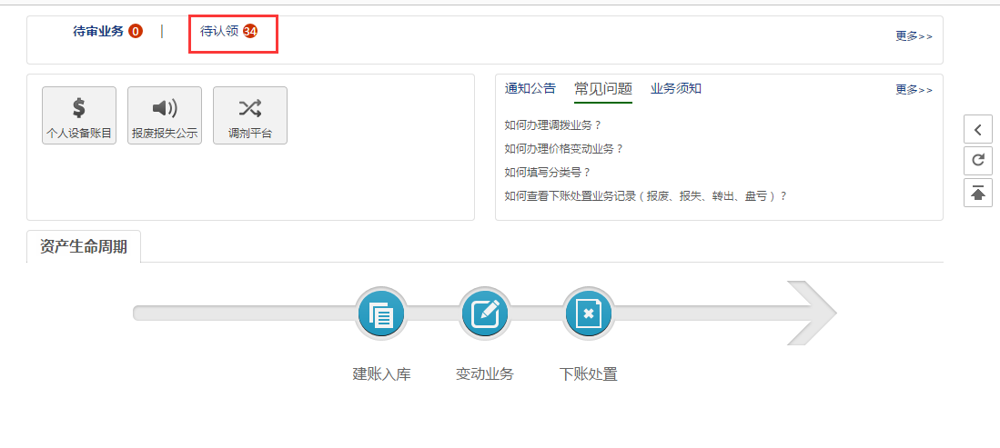 待审业务 0 | 待认领 34
更多>>
个人设备账目 报废报失公示 调剂平台
通知公告 常见问题 业务须知 更多>>
如何办理调拨业务？
如何办理价格变动业务？
如何填写分类号？
如何查看下账处置业务记录（报废、报失、转出、盘亏）？
资产生命周期
建账入库 变动业务 下账处置